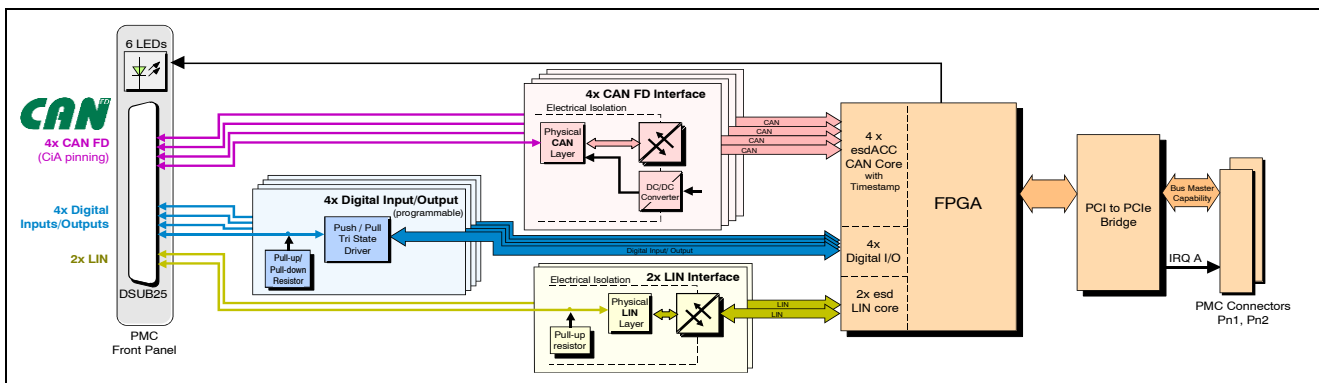 6 LEDs
CAN FD
4x CAN FD
(CiA pinning)
4x Digital
Inputs/Outputs
2x LIN
DSUB25
PMC
Front Panel
4x Digital Input/Output
(programmable)
Push / Pull
Tri State
Driver
Pull-up/
Pull-down
Resistor
4x CAN FD Interface
Electrical Isolation
Physical
CAN
Layer
DC/DC
Converter
CAN
CAN
CAN
CAN
Digital Input/ Output
2x LIN Interface
Electrical Isolation
Physical
LIN
Layer
Pull-up
resistor
LIN
LIN
4 x
esdACC
CAN Core
with
Timestamp
4x
Digital I/O
2x esd
LIN core
FPGA
PCI to PCIe
Bridge
Bus Master
Capability
IRQ A
PMC Connectors
Pn1, Pn2